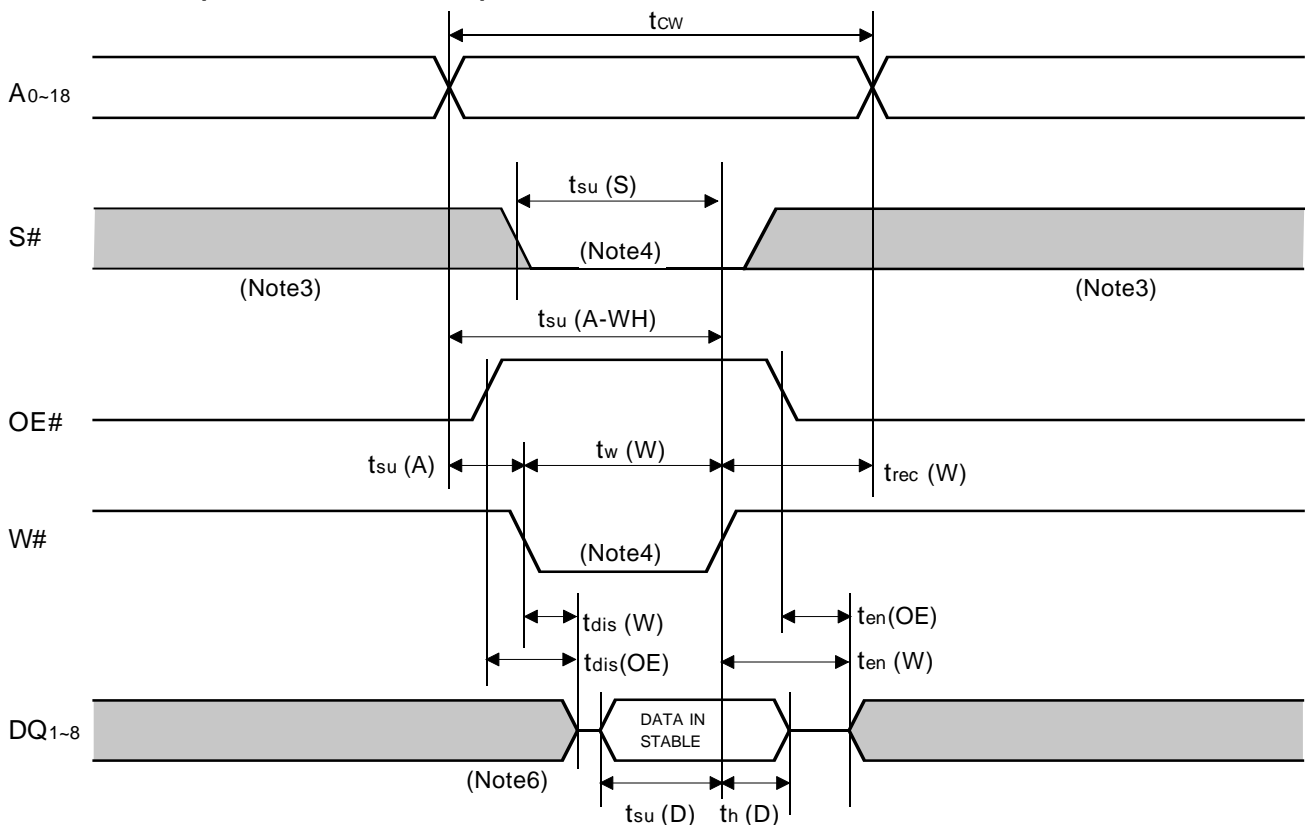 tCW
A0~18
tsu (S)
S#
(Note4)
(Note3)
(Note3)
tsu (A-WH)
OE#
tsu (A)
tw (W)
trec (W)
W#
(Note4)
tdis (W)
ten(OE)
tdis(OE)
ten (W)
DQ1~8
DATA IN
STABLE
(Note6)
tsu (D)
th (D)